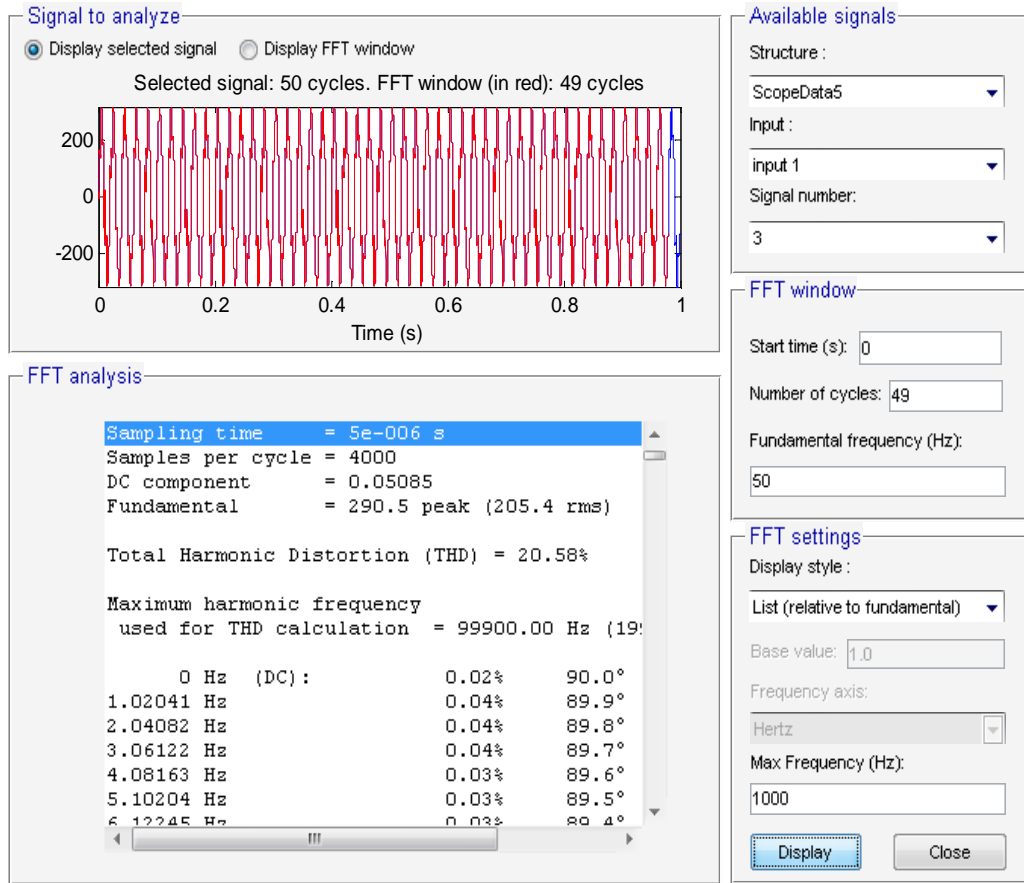 Signal to analyze
Display selected signal Display FFT window
Selected signal: 50 cycles. FFT window (in red): 49 cycles
200
0
-200
0 0.2 0.4 0.6 0.8 1
Time (s)
FFT analysis
Sampling time = 5e-006 s
Samples per cycle = 4000
DC component = 0.05085
Fundamental = 290.5 peak (205.4 rms)
Total Harmonic Distortion (THD) = 20.58%
Maximum harmonic frequency
used for THD calculation = 99900.00 Hz (199
0 Hz (DC): 0.02% 90.0°
1.02041 Hz 0.04% 89.9°
2.04082 Hz 0.04% 89.8°
3.06122 Hz 0.04% 89.7°
4.08163 Hz 0.03% 89.6°
5.10204 Hz 0.03% 89.5°
6.12245 Hz 0.03% 89.4°
Available signals
Structure :
ScopeData5
Input :
input 1
Signal number:
3
FFT window
Start time (s): 0
Number of cycles: 49
Fundamental frequency (Hz):
50
FFT settings
Display style :
List (relative to fundamental)
Base value: 1.0
Frequency axis:
Hertz
Max Frequency (Hz):
1000
Display Close